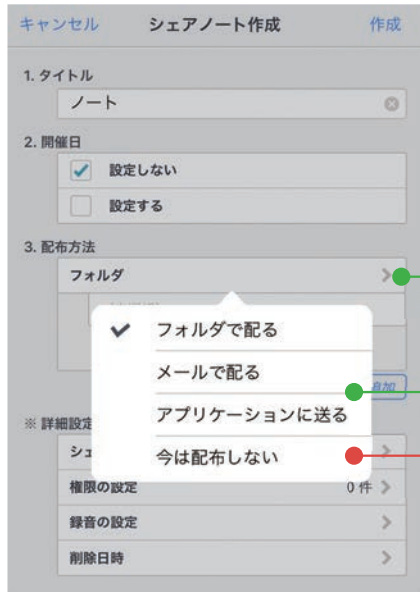 キャンセル シェアノート作成 作成
1. タイトル
ノート
2. 開催日
設定しない
設定する
3. 配布方法
フォルダ
フォルダで配る
メールで配る
追加
アプリケーションに送る
※ 詳細設定
今は配布しない
権限の設定 0 件
録音の設定
削除日時